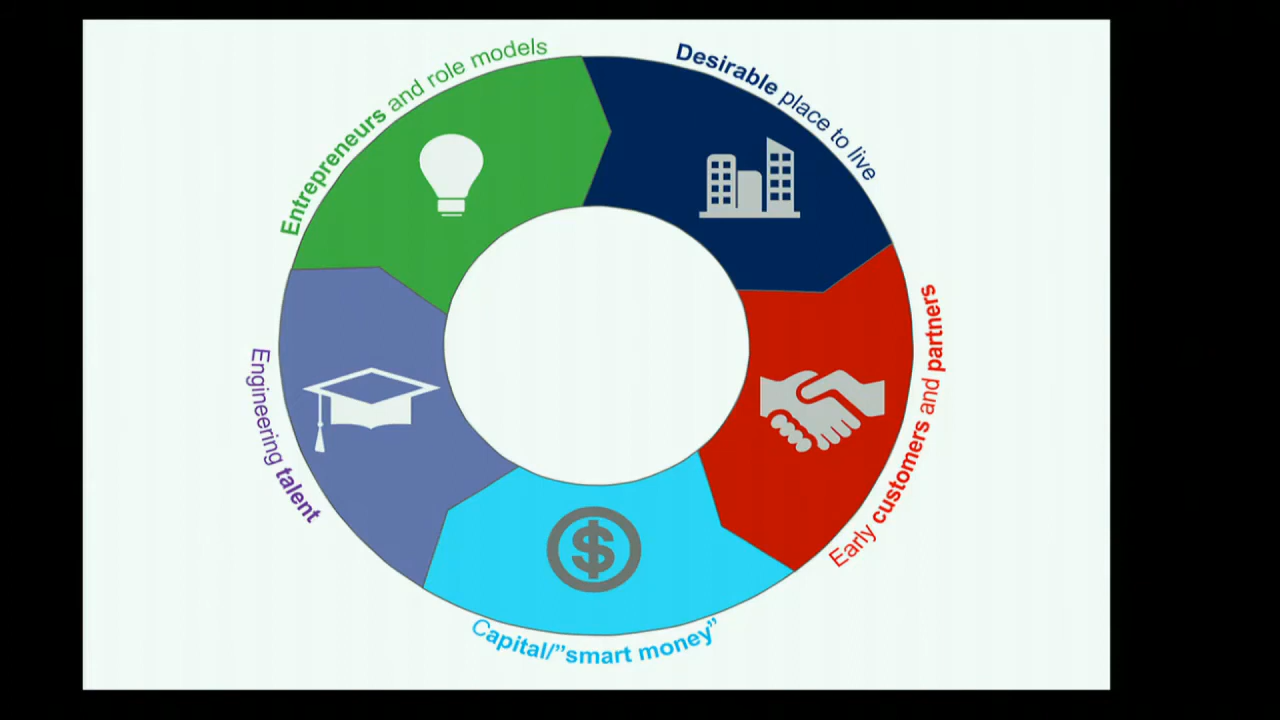 Entrepreneurs and role models
Desirable place to live
Early customers and partners
Capital/”smart money”
Engineering talent
$